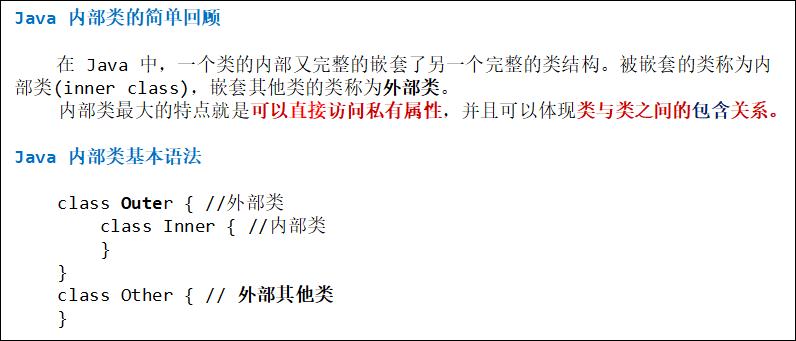 Java 内部类的简单回顾
在 Java 中，一个类的内部又完整的嵌套了另一个完整的类结构。被嵌套的类称为内
部类(inner class)，嵌套其他类的类称为外部类。
内部类最大的特点就是可以直接访问私有属性，并且可以体现类与类之间的包含关系。
Java 内部类基本语法
class Outer { //外部类
class Inner { //内部类
}
}
class Other { // 外部其他类
}